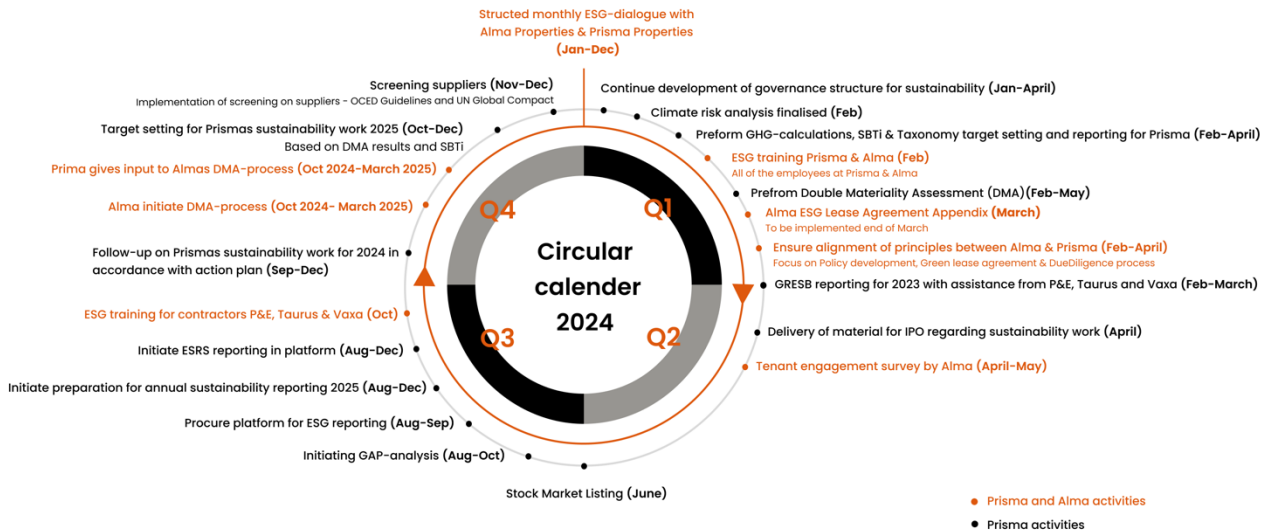 Structed monthly ESG-dialogue with
Alma Properties & Prisma Properties
(Jan-Dec)
Continue development of governance structure for sustainability (Jan-April)
Climate risk analysis finalised (Feb)
Preform GHG-calculations, SBTi & Taxonomy target setting and reporting for Prisma (Feb-April)
ESG training Prisma & Alma (Feb)
All of the employees at Prisma & Alma
Prefrom Double Materiality Assessment (DMA)(Feb-May)
Alma ESG Lease Agreement Appendix (March)
To be implemented end of March
Ensure alignment of principles between Alma & Prisma (Feb-April)
Focus on Policy development, Green lease agreement & DueDiligence process
GRESB reporting for 2023 with assistance from P&E, Taurus and Vaxa (Feb-March)
Delivery of material for IPO regarding sustainability work (April)
Tenant engagement survey by Alma (April-May)
Stock Market Listing (June)
Initiating GAP-analysis (Aug-Oct)
Procure platform for ESG reporting (Aug-Sep)
Initiate preparation for annual sustainability reporting 2025 (Aug-Dec)
Initiate ESRS reporting in platform (Aug-Dec)
ESG training for contractors P&E, Taurus & Vaxa (Oct)
Follow-up on Prismas sustainability work for 2024 in
accordance with action plan (Sep-Dec)
Alma initiate DMA-process (Oct 2024- March 2025)
Prima gives input to Almas DMA-process (Oct 2024-March 2025)
Target setting for Prismas sustainability work 2025 (Oct-Dec)
Based on DMA results and SBTi
Screening suppliers (Nov-Dec)
Implementation of screening on suppliers - OCED Guidelines and UN Global Compact
Q4
Q1
Circular
calender
2024
Q3
Q2
Prisma and Alma activities
Prisma activities